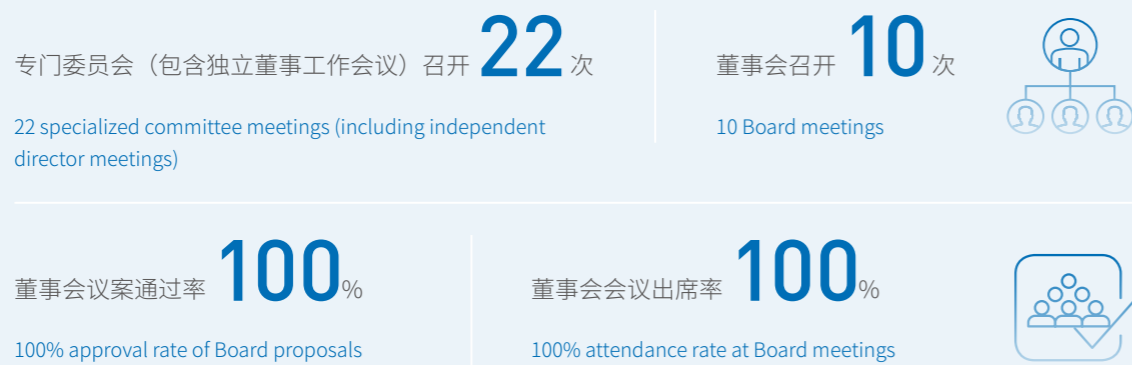 专门委员会（包含独立董事工作会议）召开 22 次
22 specialized committee meetings (including independent
director meetings)
董事会召开 10 次
10 Board meetings
董事会议案通过率 100%
100% approval rate of Board proposals
董事会会议出席率 100%
100% attendance rate at Board meetings